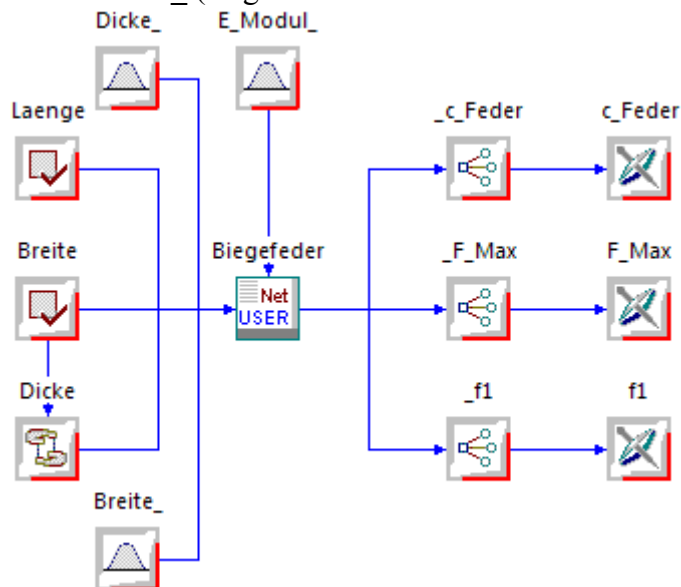 Dicke_ E_Modul_
Laenge _c_Feder c_Feder
Breite Biegefeder _F_Max F_Max
Net
USER
Dicke _f1 f1
Breite_